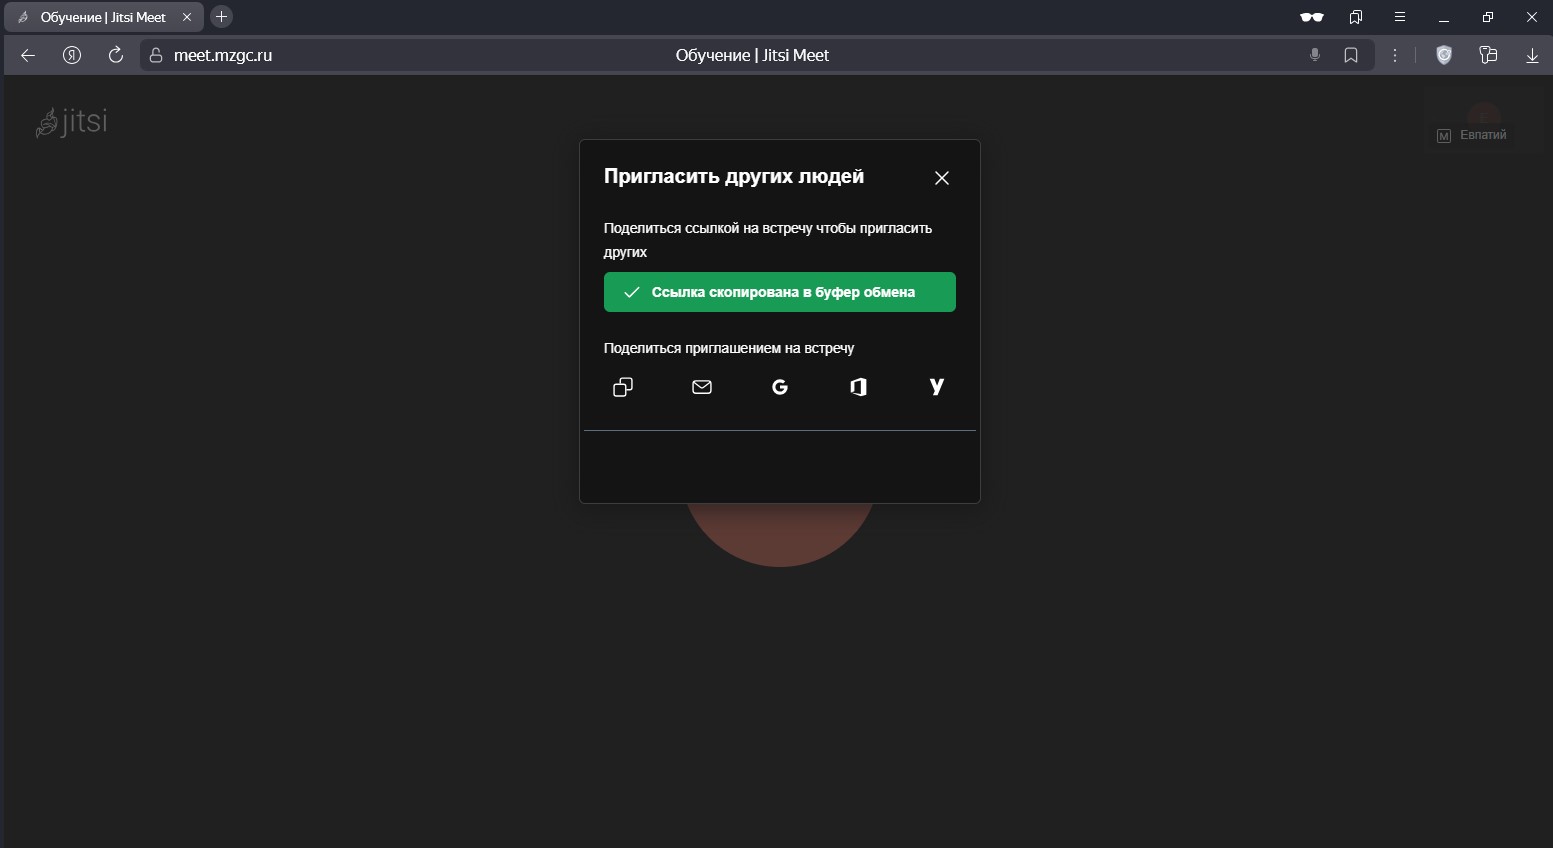 Обучение | Jitsi Meet
meet.mzgc.ru
Обучение | Jitsi Meet
jitsi
M Евпатий
Пригласить других людей
Поделиться ссылкой на встречу чтобы пригласить
других
Ссылка скопирована в буфер обмена
Поделиться приглашением на встречу